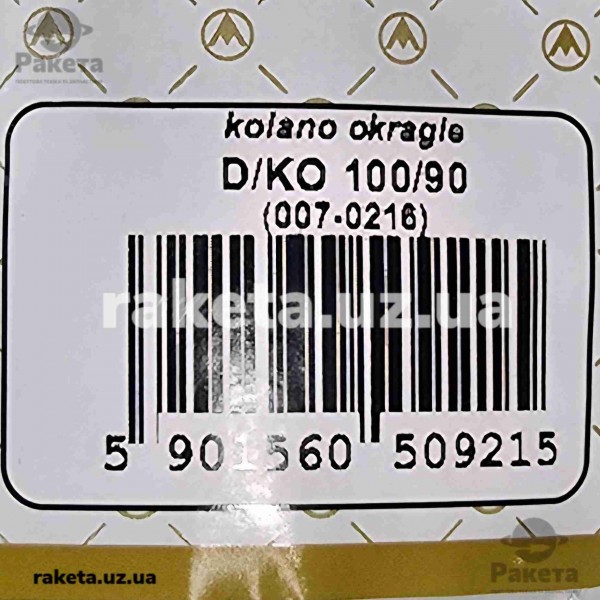 Ракета
kolano okragle
D/KO 100/90
(007-0216)
raketa.uz.ua
5 901560 509215
raketa.uz.ua
Ракета